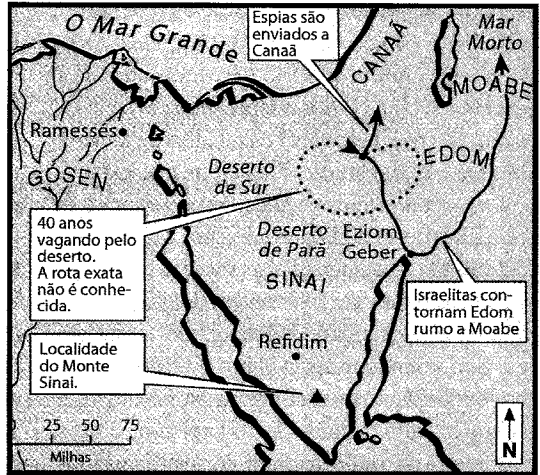 O Mar Grande
Espias são
enviados a
Canaã
CANAÃ
Mar
Morto
MOABE
Ramessés
GÓSEN
Deserto
de Sur
EDOM
40 anos
vagando pelo
deserto.
A rota exata
não é conhe-
cida.
Deserto
de Parã
Eziom
Geber
SINAI
Israelitas con-
tornam Edom
rumo a Moabe
Refidim
Localidade
do Monte
Sinai.
25 50 75
Milhas
N